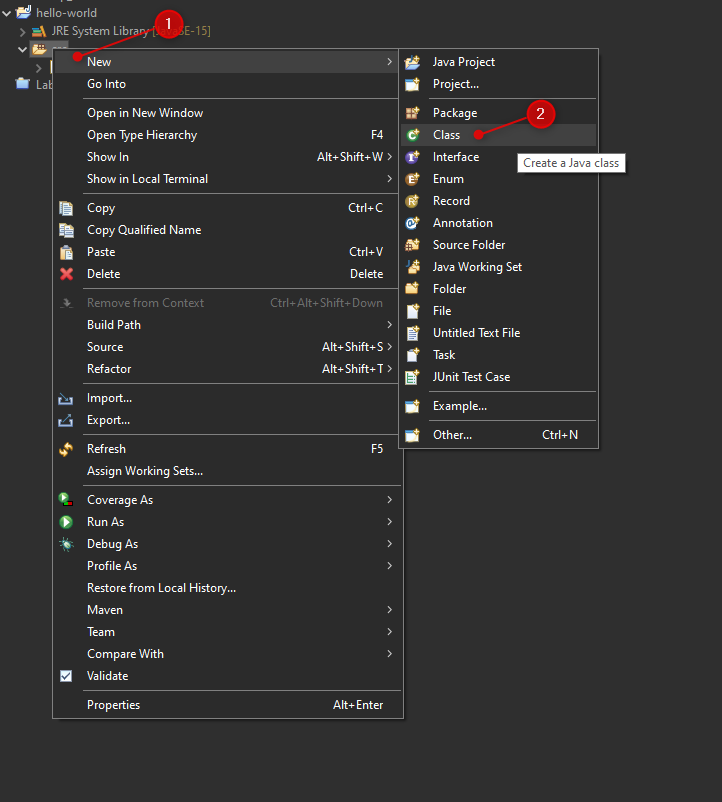 hello-world
JRE System Library [JavaSE-15]
1
New
Go Into
Open in New Window
Open Type Hierarchy F4
Show In Alt+Shift+W
Show in Local Terminal
Copy Ctrl+C
Copy Qualified Name
Paste Ctrl+V
Delete Delete
Remove from Context Ctrl+Alt+Shift+Down
Build Path
Source Alt+Shift+S
Refactor Alt+Shift+T
Import...
Export...
Refresh F5
Assign Working Sets...
Coverage As
Run As
Debug As
Profile As
Restore from Local History...
Maven
Team
Compare With
Validate
Properties Alt+Enter
Java Project
Project...
Package
2
Class
Interface
Create a Java class
Enum
Record
Annotation
Source Folder
Java Working Set
Folder
File
Untitled Text File
Task
JUnit Test Case
Example...
Other... Ctrl+N